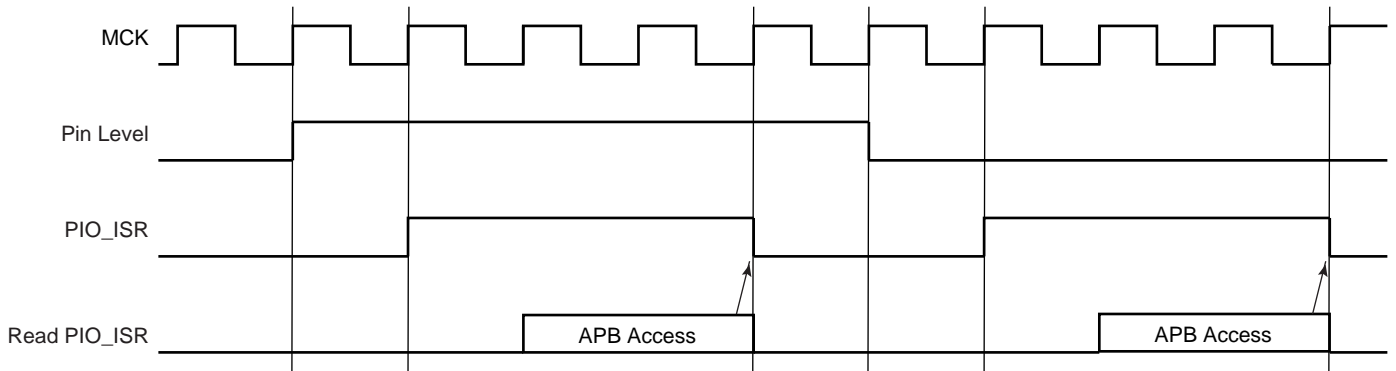 MCK
Pin Level
PIO_ISR
Read PIO_ISR
APB Access
APB Access